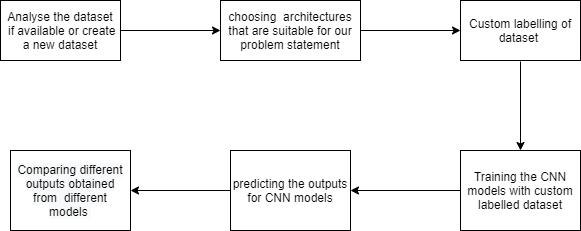 Analyse the dataset
if available or create
a new dataset
choosing architectures
that are suitable for our
problem statement
Custom labelling of
dataset
Training the CNN
models with custom
labelled dataset
predicting the outputs
for CNN models
Comparing different
outputs obtained
from different
models